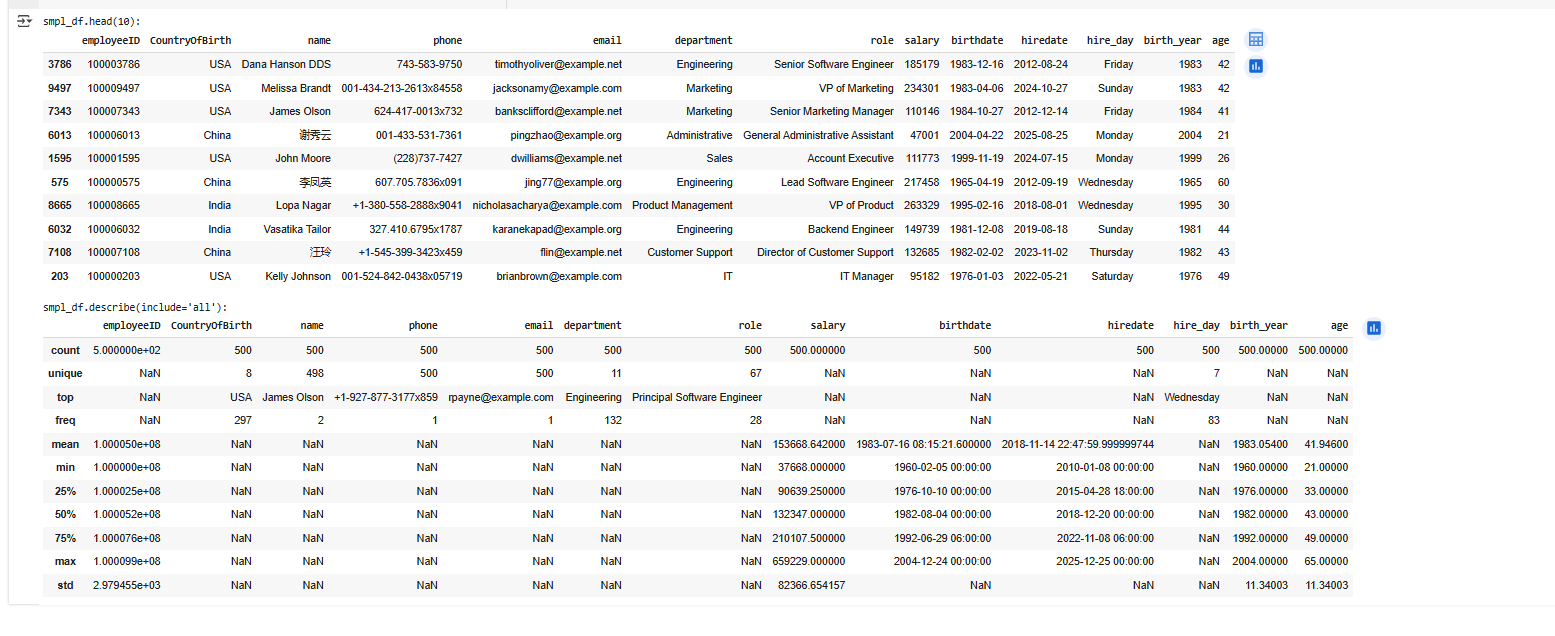 smpl_df.head(10):
employeeID CountryOfBirth name phone email department role salary birthdate hiredate hire_day birth_year age
3786 100003786 USA Dana Hanson DDS 743-583-9750 timothyoliver@example.net Engineering Senior Software Engineer 185179 1983-12-16 2012-08-24 Friday 1983 42
9497 100009497 USA Melissa Brandt 001-434-213-2613x84558 jacksonamy@example.com Marketing VP of Marketing 234301 1983-04-06 2024-10-27 Sunday 1983 42
7343 100007343 USA James Olson 624-417-0013x732 banksclifford@example.net Marketing Senior Marketing Manager 110146 1984-10-27 2012-12-14 Friday 1984 41
6013 100006013 China 谢秀云 001-433-531-7361 pingzhao@example.org Administrative General Administrative Assistant 47001 2004-04-22 2025-08-25 Monday 2004 21
1595 100001595 USA John Moore (228)737-7427 dwilliams@example.net Sales Account Executive 111773 1999-11-19 2024-07-15 Monday 1999 26
575 100000575 China 李凤英 607.705.7836x091 jing77@example.org Engineering Lead Software Engineer 217458 1965-04-19 2012-09-19 Wednesday 1965 60
8665 100008665 India Lopa Nagar +1-380-558-2888x9041 nicholasacharya@example.com Product Management VP of Product 263329 1995-02-16 2018-08-01 Wednesday 1995 30
6032 100006032 India Vasatika Tailor 327.410.6795x1787 karanekapad@example.org Engineering Backend Engineer 149739 1981-12-08 2019-08-18 Sunday 1981 44
7108 100007108 China 汪玲 +1-545-399-3423x459 flin@example.net Customer Support Director of Customer Support 132685 1982-02-02 2023-11-02 Thursday 1982 43
203 100000203 USA Kelly Johnson 001-524-842-0438x05719 brianbrown@example.com IT IT Manager 95182 1976-01-03 2022-05-21 Saturday 1976 49
smpl_df.describe(include='all'):
employeeID CountryOfBirth name phone email department role salary birthdate hiredate hire_day birth_year age
count 5.000000e+02 500 500 500 500 500 500 500.000000 500 500 500 500.00000 500.00000
unique NaN 8 498 500 500 11 67 NaN NaN NaN 7 NaN NaN
top NaN USA James Olson +1-927-877-3177x859 rpayne@example.com Engineering Principal Software Engineer NaN NaN NaN Wednesday NaN NaN
freq NaN 297 2 1 1 132 28 NaN NaN NaN 83 NaN NaN
mean 1.000050e+08 NaN NaN NaN NaN NaN NaN 153668.642000 1983-07-16 08:15:21.600000 2018-11-14 22:47:59.999999744 NaN 1983.05400 41.94600
min 1.000000e+08 NaN NaN NaN NaN NaN NaN 37668.000000 1960-02-05 00:00:00 2010-01-08 00:00:00 NaN 1960.00000 21.00000
25% 1.000025e+08 NaN NaN NaN NaN NaN NaN 90639.250000 1976-10-10 00:00:00 2015-04-28 18:00:00 NaN 1976.00000 33.00000
50% 1.000052e+08 NaN NaN NaN NaN NaN NaN 132347.000000 1982-08-04 00:00:00 2018-12-20 00:00:00 NaN 1982.00000 43.00000
75% 1.000076e+08 NaN NaN NaN NaN NaN NaN 210107.500000 1992-06-29 06:00:00 2022-11-08 06:00:00 NaN 1992.00000 49.00000
max 1.000099e+08 NaN NaN NaN NaN NaN NaN 659229.000000 2004-12-24 00:00:00 2025-12-25 00:00:00 NaN 2004.00000 65.00000
std 2.979455e+03 NaN NaN NaN NaN NaN NaN 82366.654157 NaN NaN NaN 11.34003 11.34003